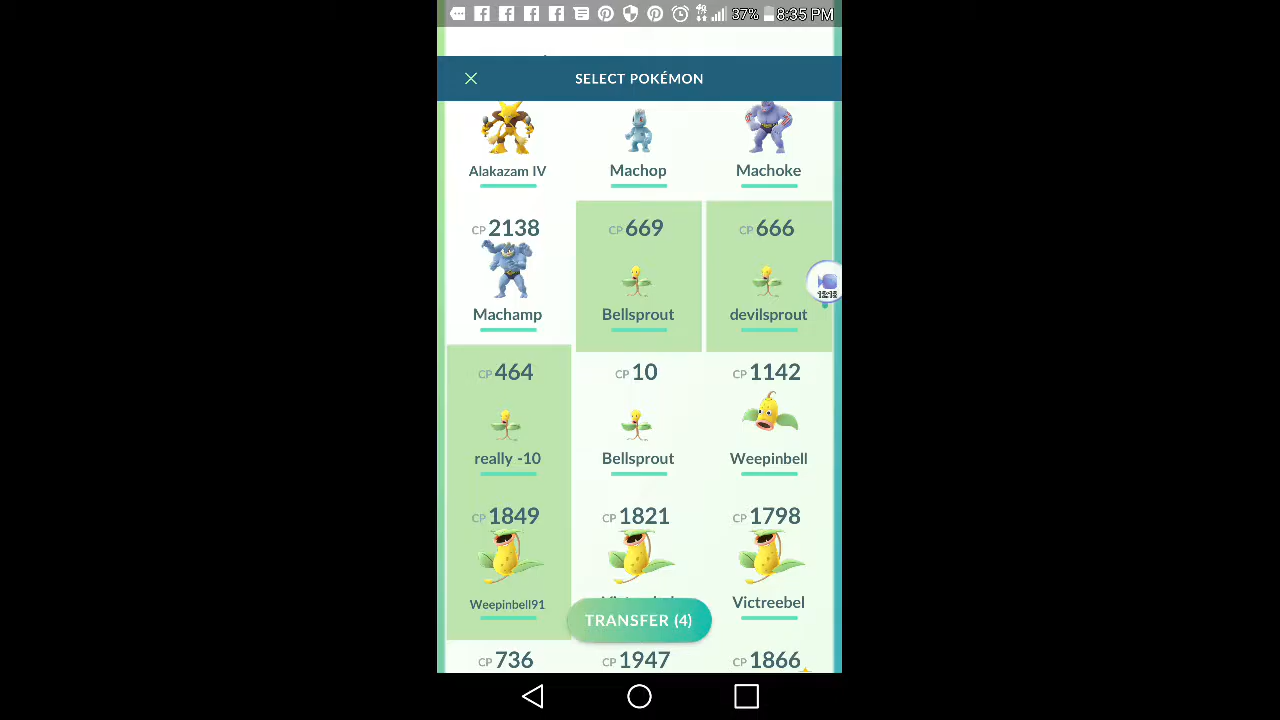 37% 8:35 PM
SELECT POKÉMON
Alakazam IV Machop Machoke
CP 2138 CP 669 CP 666
Machamp Bellsprout devilsprout
CP 464 CP 10 CP 1142
really -10 Bellsprout Weepinbell
CP 1849 CP 1821 CP 1798
Weepinbell91 Victreebel
TRANSFER (4)
CP 736 CP 1947 CP 1866